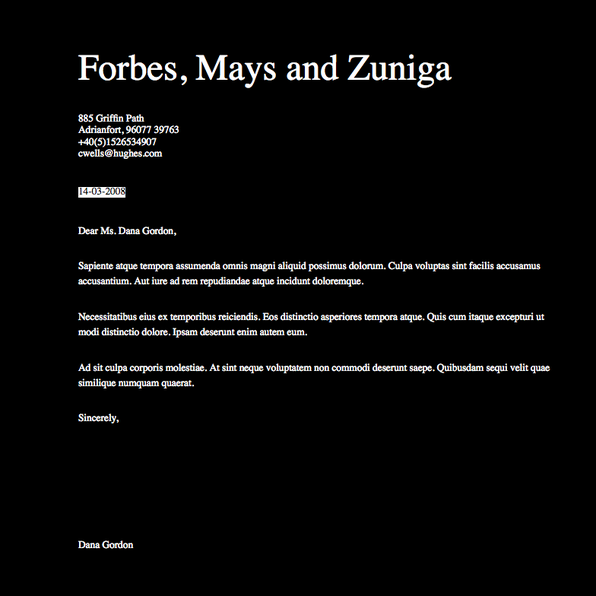 Forbes, Mays and Zuniga
885 Griffin Path
Adrianfort, 96077 39763
+40(5)1526534907
cwells@hughes.com
14-03-2008
Dear Ms. Dana Gordon,
Sapiente atque tempora assumenda omnis magni aliquid possimus dolorum. Culpa voluptas sint facilis accusamus
accusantium. Aut iure ad rem repudiandae atque incidunt doloremque.
Necessitatibus eius ex temporibus reiciendis. Eos distinctio asperiores tempora atque. Quis cum itaque excepturi ut
modi distinctio dolore. Ipsam deserunt enim autem eum.
Ad sit culpa corporis molestiae. At sint neque voluptatem non commodi deserunt saepe. Quibusdam sequi velit quae
similique numquam quaerat.
Sincerely,
Dana Gordon